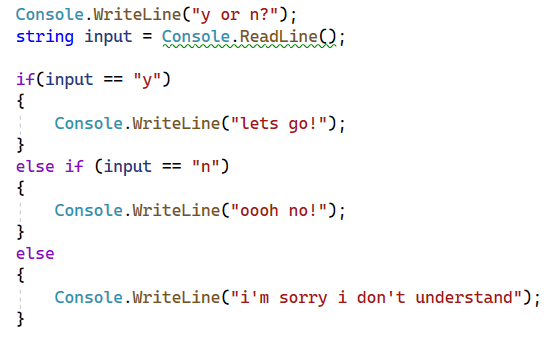 Console.WriteLine("y or n?");
string input = Console.ReadLine();
if(input == "y")
{
Console.WriteLine("lets go!");
}
else if (input == "n")
{
Console.WriteLine("oooh no!");
}
else
{
Console.WriteLine("i'm sorry i don't understand");
}